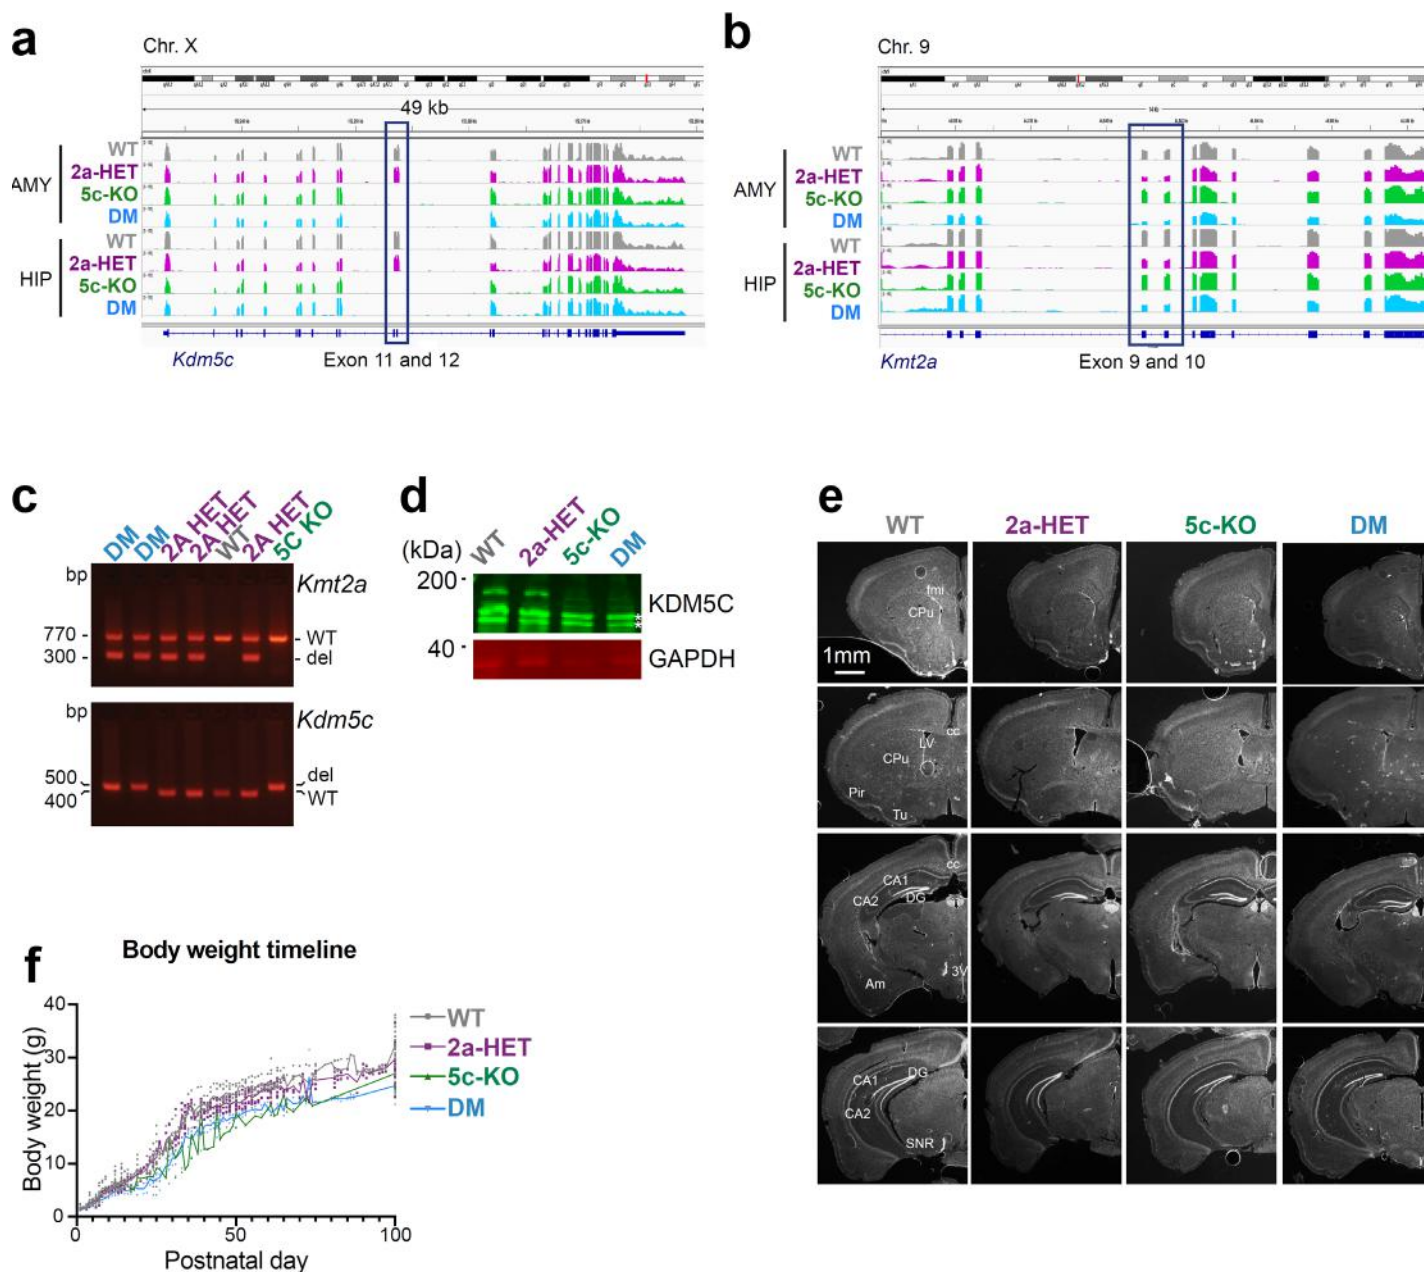 a
Chr. X
49 kb
AMY
WT
2a-HET
5c-KO
DM
HIP
WT
2a-HET
5c-KO
DM
Kdm5c
Exon 11 and 12
b
Chr. 9
AMY
WT
2a-HET
5c-KO
DM
HIP
WT
2a-HET
5c-KO
DM
Kmt2a
Exon 9 and 10
c
DM DM 2A HET 2A HET WT 2A HET 5C KO
bp
Kmt2a
770 - - WT
300 - - del
bp
Kdm5c
500 del
400 WT
d
(kDa) WT 2a-HET 5c-KO DM
200 -
KDM5C
**
40 -
GAPDH
e
WT 2a-HET 5c-KO DM
fmi
CPu
1mm
cc
LV
CPu
Pir
Tu
cc
CA1
CA2 DG
3V
Am
CA1 DG
CA2
SNR
f
Body weight timeline
Body weight (g)
40
30
20
10
0
0 50 100
Postnatal day
WT
2a-HET
5c-KO
DM